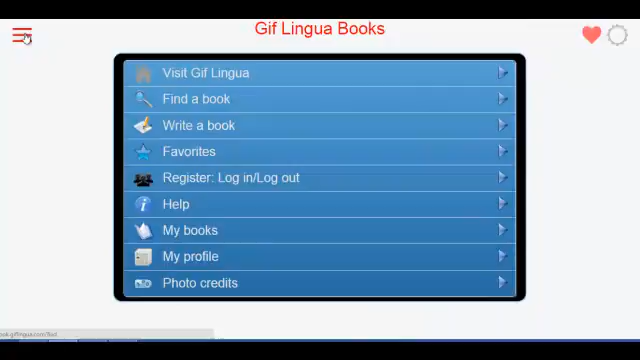 Gif Lingua Books
Visit Gif Lingua
Find a book
Write a book
Favorites
Register: Log in/Log out
Help
My books
My profile
Photo credits